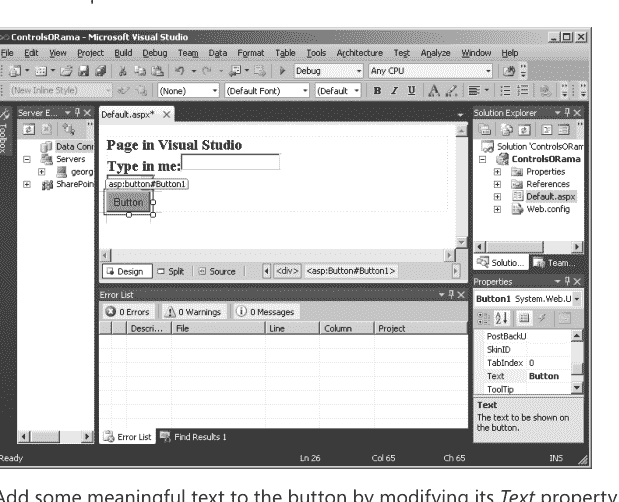 ControlsORama - Microsoft Visual Studio
File Edit View Project Build Debug Team Data Format Table Tools Architecture Test Analyze Window Help
Debug Any CPU
(New Inline Style) (None) (Default Font) (Default B I U A
Server E... Default.aspx* Solution Explorer
Toolbox
Data Conn
Servers
georg
SharePoin
Page in Visual Studio
Type in me:
asp:button#Button1
Button
Solution 'ControlsORam
ControlsORama
Properties
References
Default.aspx
Web.config
Solutio... Team...
Design Split Source <div> <asp:Button#Button1>
Error List
0 Errors 0 Warnings 0 Messages
Descri... File Line Column Project
Properties
Button1 System.Web.U
PostBackU
SkinID
TabIndex 0
Text Button
ToolTip
Text
The text to be shown on
the button.
Error List Find Results 1
Ready Ln 26 Col 65 Ch 65 INS
Add some meaningful text to the button by modifying its Text property